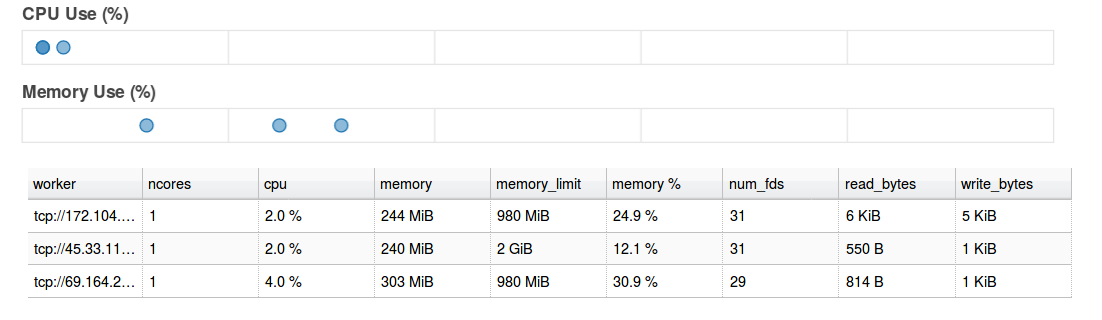 CPU Use (%)
Memory Use (%)
worker ncores cpu memory memory_limit memory % num_fds read_bytes write_bytes
tcp://172.104.... 1 2.0 % 244 MiB 980 MiB 24.9 % 31 6 KiB 5 KiB
tcp://45.33.11... 1 2.0 % 240 MiB 2 GiB 12.1 % 31 550 B 1 KiB
tcp://69.164.2... 1 4.0 % 303 MiB 980 MiB 30.9 % 29 814 B 1 KiB